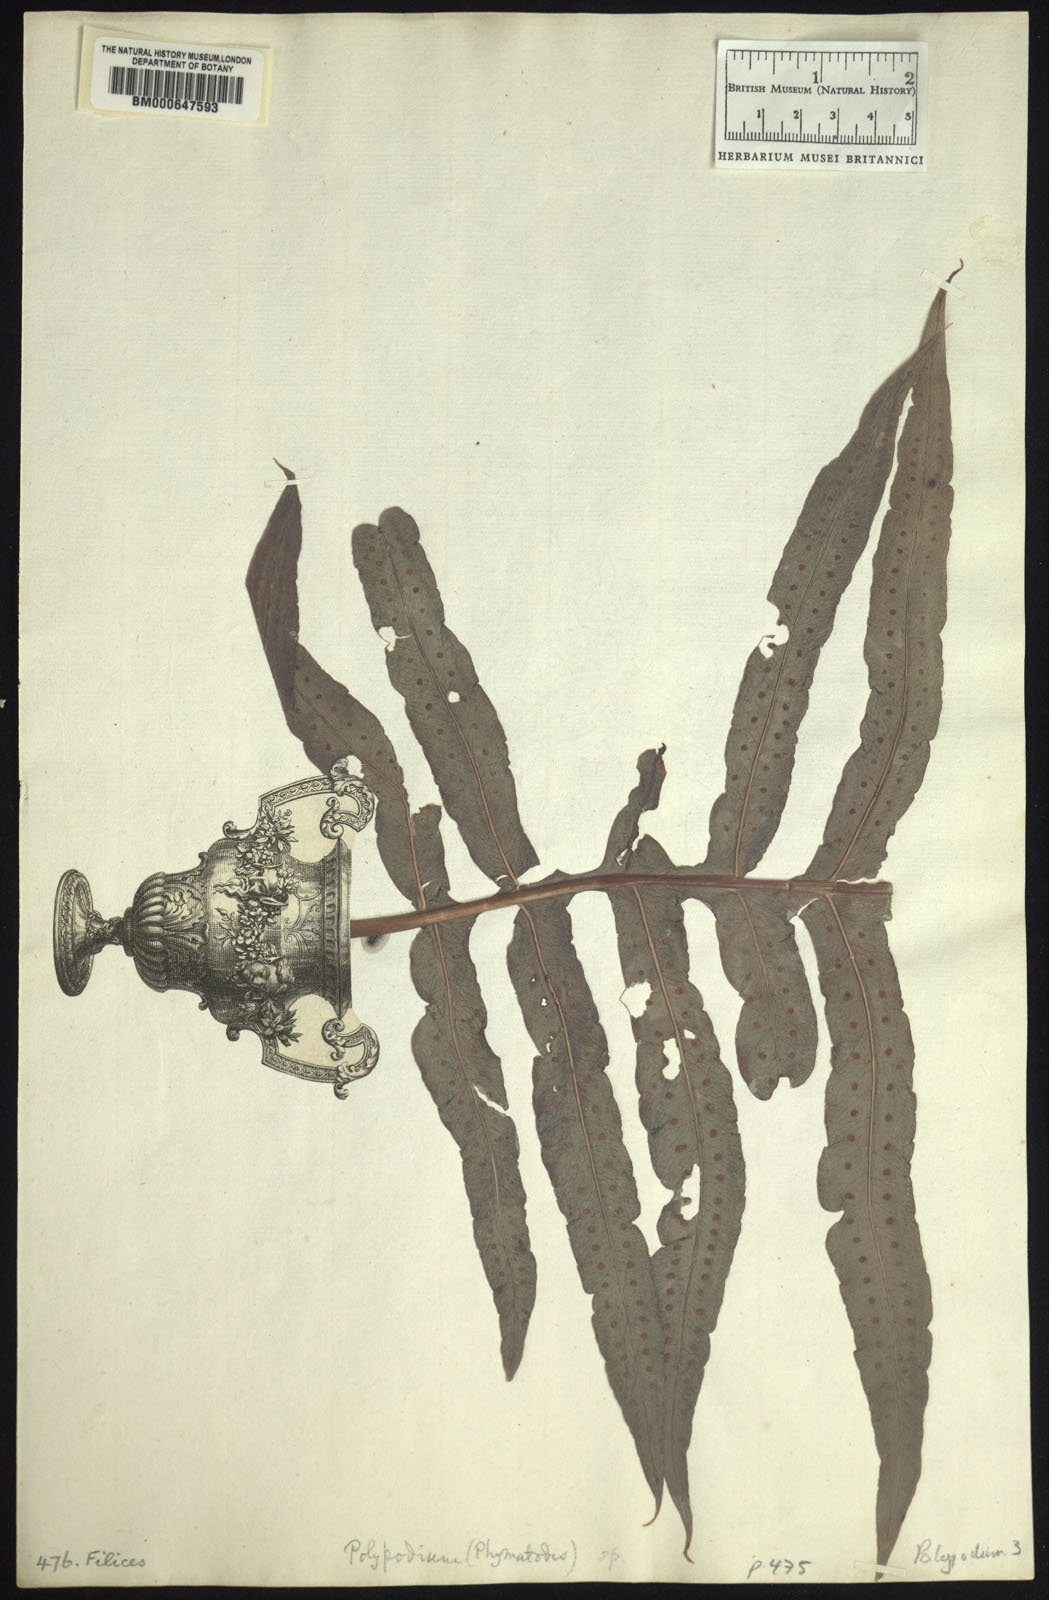 THE NATURAL HISTORY MUSEUM, LONDON
DEPARTMENT OF BOTANY
BM000647593
1 2
BRITISH MUSEUM (NATURAL HISTORY)
1 2 3 4 5
HERBARIUM MUSEI BRITANNICI
476. Filices
Polypodium (Phymatodes) sp.
p. 475
Polypodium. 3